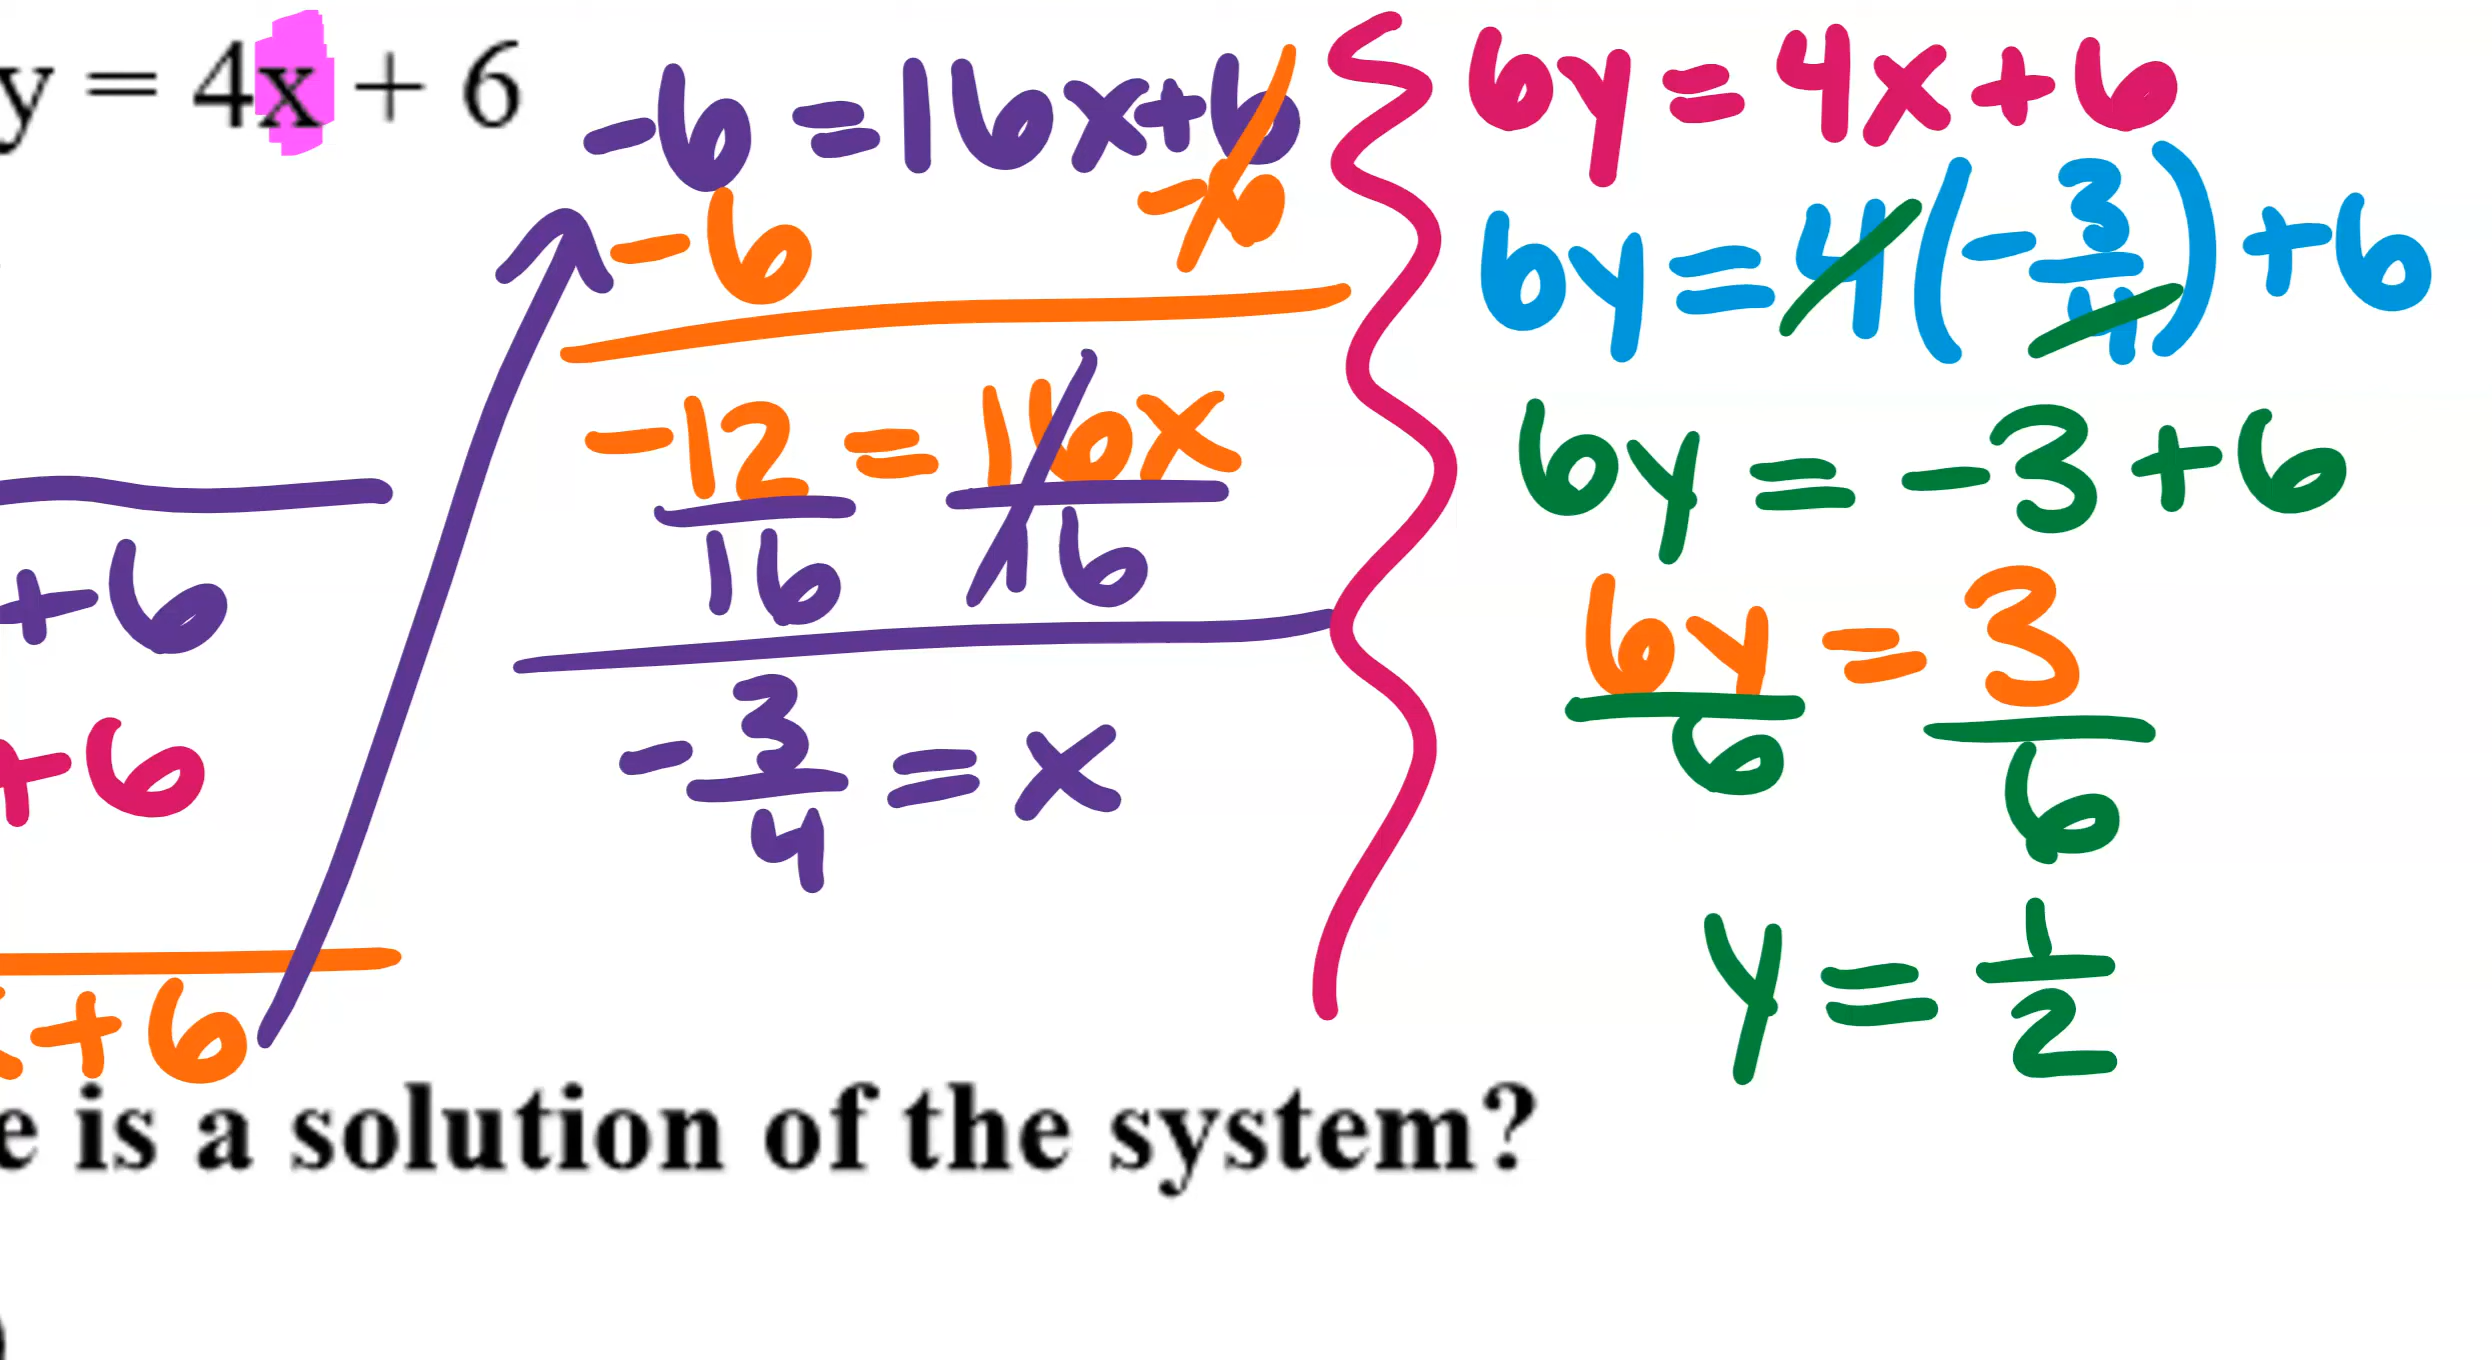 y = 4x + 6
-6 = 16x + 6
-6 -6
-12 = 16x
16 16
-3/4 = x
+6
+6
+6
6y = 4x + 6
6y = 4(-3/4) + 6
6y = -3 + 6
6y = 3
6 6
y = 1/2
e is a solution of the system?